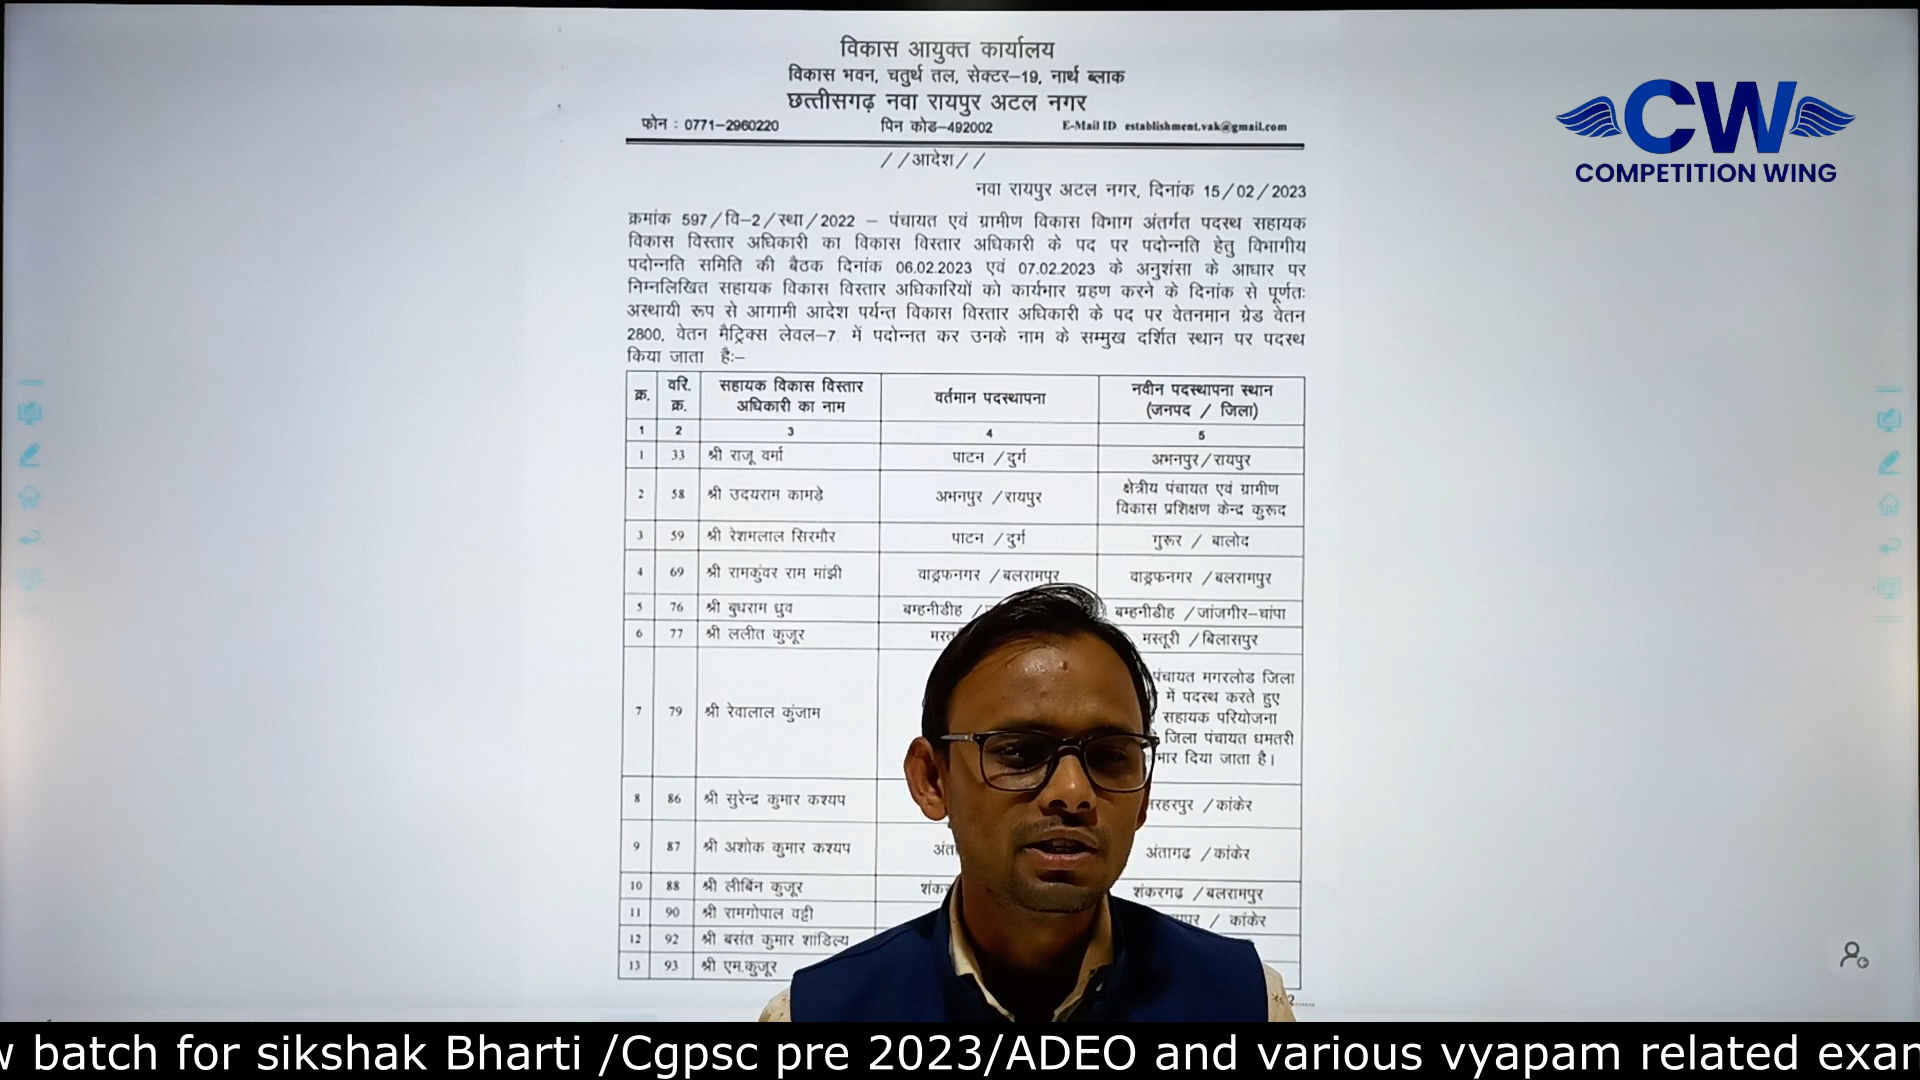 विकास आयुक्त कार्यालय
विकास भवन, चतुर्थ तल, सेक्टर–19, नार्थ ब्लाक
छत्तीसगढ़ नवा रायपुर अटल नगर
फोन : 0771–2960220 पिन कोड–492002 E-Mail ID establishment.vak@gmail.com
//आदेश//
नवा रायपुर अटल नगर, दिनांक 15/02/2023
क्रमांक 597/वि–2/स्था/2022 – पंचायत एवं ग्रामीण विकास विभाग अंतर्गत पदस्थ सहायक
विकास विस्तार अधिकारी का विकास विस्तार अधिकारी के पद पर पदोन्नति हेतु विभागीय
पदोन्नति समिति की बैठक दिनांक 06.02.2023 एवं 07.02.2023 के अनुशंसा के आधार पर
निम्नलिखित सहायक विकास विस्तार अधिकारियों को कार्यभार ग्रहण करने के दिनांक से पूर्णतः
अस्थायी रूप से आगामी आदेश पर्यन्त विकास विस्तार अधिकारी के पद पर वेतनमान ग्रेड वेतन
2800, वेतन मैट्रिक्स लेवल–7 में पदोन्नत कर उनके नाम के सम्मुख दर्शित स्थान पर पदस्थ
किया जाता है:–
क्र. वरि. क्र. सहायक विकास विस्तार अधिकारी का नाम वर्तमान पदस्थापना नवीन पदस्थापना स्थान (जनपद / जिला)
1 2 3 4 5
1 33 श्री राजू वर्मा पाटन /दुर्ग अभनपुर/रायपुर
2 58 श्री उदयराम कामडे अभनपुर /रायपुर क्षेत्रीय पंचायत एवं ग्रामीण
विकास प्रशिक्षण केन्द्र कुरूद
3 59 श्री रेशमलाल सिरमौर पाटन /दुर्ग गुरूर / बालोद
4 69 श्री रामकुंवर राम मांझी वाड्रफनगर /बलरामपुर वाड्रफनगर /बलरामपुर
5 76 श्री बुधराम ध्रुव बम्हनीडीह / बम्हनीडीह /जांजगीर–चांपा
6 77 श्री ललीत कुजूर मस्तूरी /बिलासपुर
पंचायत मगरलोड जिला
में पदस्थ करते हुए
7 79 श्री रेवालाल कुंजाम सहायक परियोजना
जिला पंचायत धमतरी
दिया जाता है।
8 86 श्री सुरेन्द्र कुमार कश्यप /कांकेर
9 87 श्री अशोक कुमार कश्यप अंतागढ /कांकेर
10 88 श्री लीबिंन कुजूर शंकरगढ /बलरामपुर
11 90 श्री रामगोपाल वट्टी / कांकेर
12 92 श्री बसंत कुमार शांडिल्य
13 93 श्री एम.कुजूर
CW
COMPETITION WING
batch for sikshak Bharti /Cgpsc pre 2023/ADEO and various vyapam related